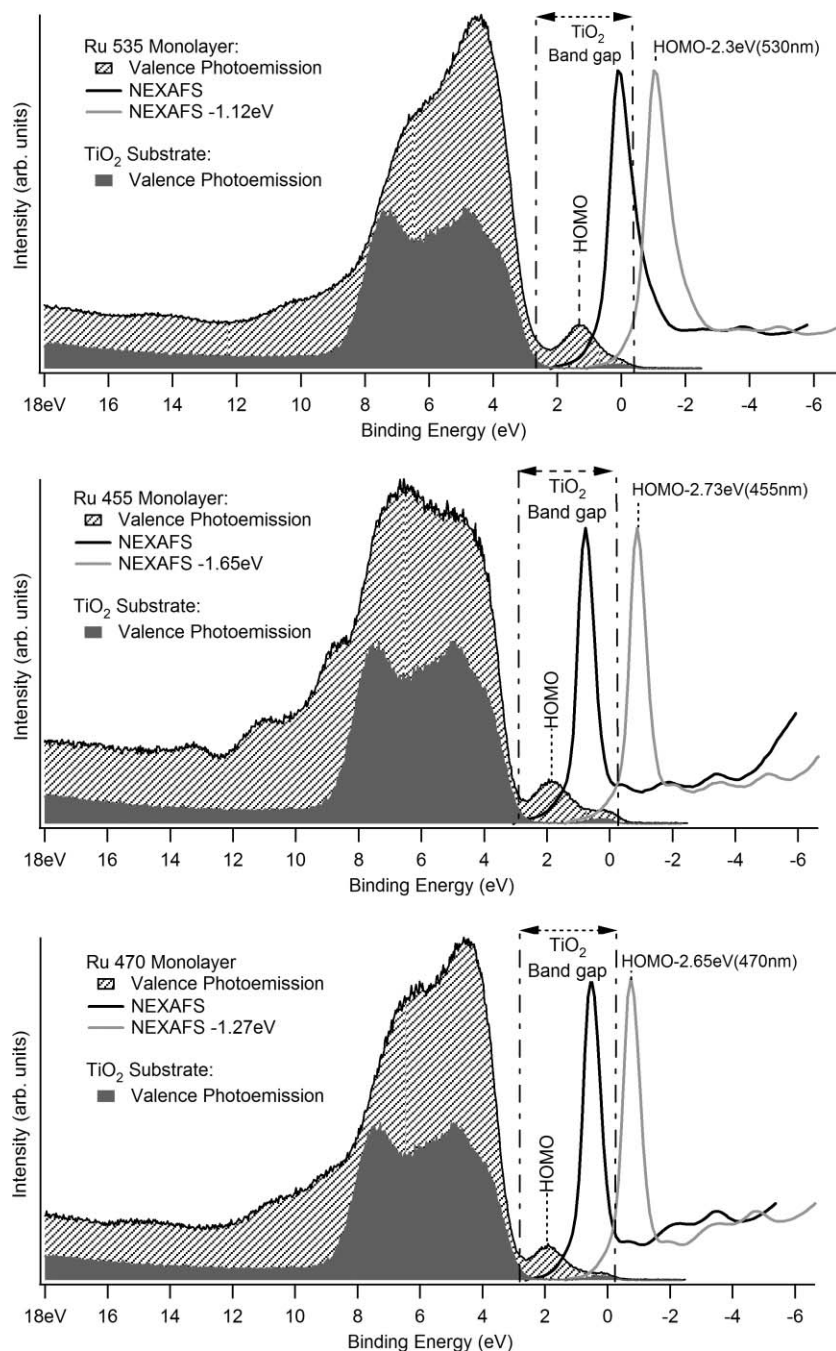 Ru 535 Monolayer:
Valence Photoemission
NEXAFS
NEXAFS -1.12eV
TiO2 Substrate:
Valence Photoemission
TiO2
Band gap
HOMO-2.3eV(530nm)
HOMO
Intensity (arb. units)
18eV 14 12 10 8 6 4 2 0 -2 -4 -6
Binding Energy (eV)
Ru 455 Monolayer:
Valence Photoemission
NEXAFS
NEXAFS -1.65eV
TiO2 Substrate:
Valence Photoemission
TiO2
Band gap
HOMO-2.73eV(455nm)
HOMO
Intensity (arb. units)
18eV 14 12 10 8 6 4 2 0 -2 -4 -6
Binding Energy (eV)
Ru 470 Monolayer
Valence Photoemission
NEXAFS
NEXAFS -1.27eV
TiO2 Substrate:
Valence Photoemission
TiO2
Band gap
HOMO-2.65eV(470nm)
HOMO
Intensity (arb. units)
18eV 14 12 10 8 6 4 2 0 -2 -4 -6
Binding Energy (eV)